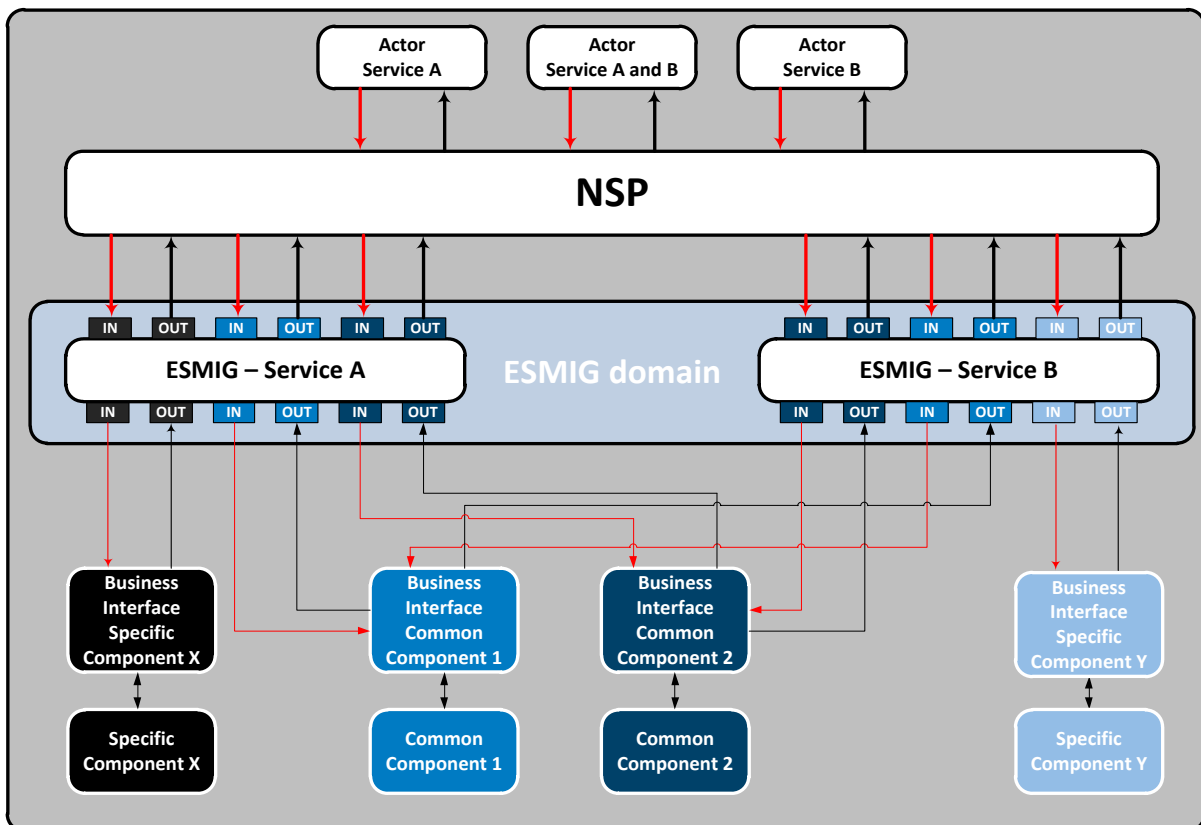 Actor
Service A
Actor
Service A and B
Actor
Service B
NSP
IN
OUT
IN
OUT
IN
OUT
IN
OUT
IN
OUT
IN
OUT
ESMIG – Service A
ESMIG domain
ESMIG – Service B
IN
OUT
IN
OUT
IN
OUT
IN
OUT
IN
OUT
IN
OUT
Business
Interface
Specific
Component X
Business
Interface
Common
Component 1
Business
Interface
Common
Component 2
Business
Interface
Specific
Component Y
Specific
Component X
Common
Component 1
Common
Component 2
Specific
Component Y